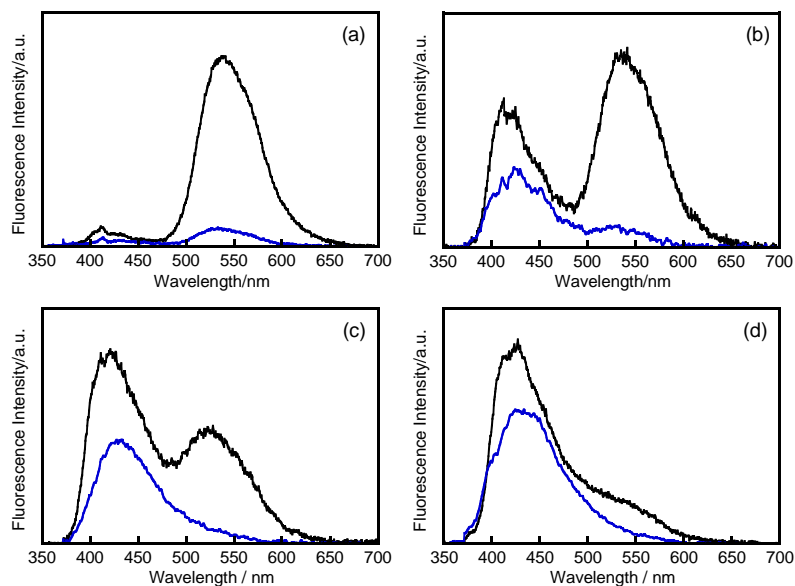 (a)
Fluorescence Intensity/a.u.
350 400 450 500 550 600 650 700
Wavelength/nm
(b)
Fluorescence Intensity/a.u.
350 400 450 500 550 600 650 700
Wavelength/nm
(c)
Fluorescence Intensity/a.u.
350 400 450 500 550 600 650 700
Wavelength / nm
(d)
Fluorescence Intensity/a.u.
350 400 450 500 550 600 650 700
Wavelength / nm